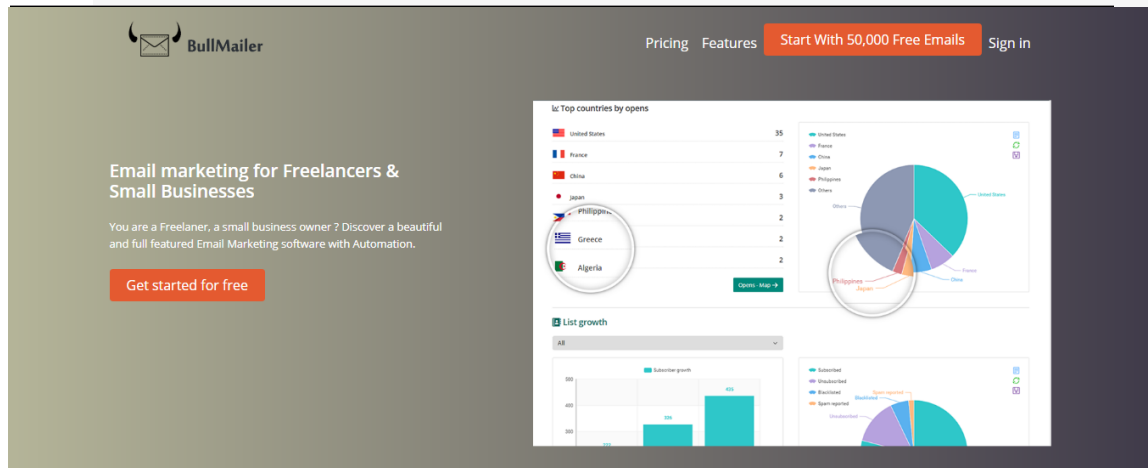 BullMailer
Pricing Features Start With 50,000 Free Emails Sign in
Email marketing for Freelancers &
Small Businesses
You are a Freelaner, a small business owner ? Discover a beautiful
and full featured Email Marketing software with Automation.
Get started for free
Top countries by opens
United States 35
France 7
China 6
Japan 3
Philippines 2
Greece 2
Algeria 2
Opens - Map →
United States
France
China
Japan
Philippines
Others
United States
Others
France
China
Philippines
Japan
List growth
All
Subscriber growth
500
400
300
Subscribed
Unsubscribed
Blacklisted
Spam reported
Spam reported
Blacklisted
Unsubscribed